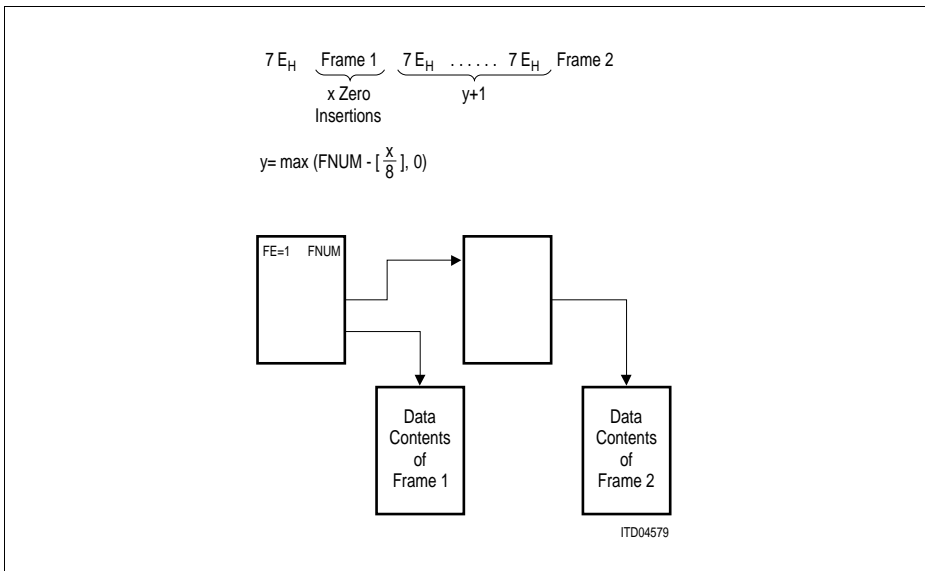 7 E_H Frame 1 7 E_H . . . . . . 7 E_H Frame 2
x Zero
Insertions
y+1
y= max (FNUM - [ x/8 ], 0)
FE=1 FNUM
Data
Contents
of
Frame 1
Data
Contents
of
Frame 2
ITD04579